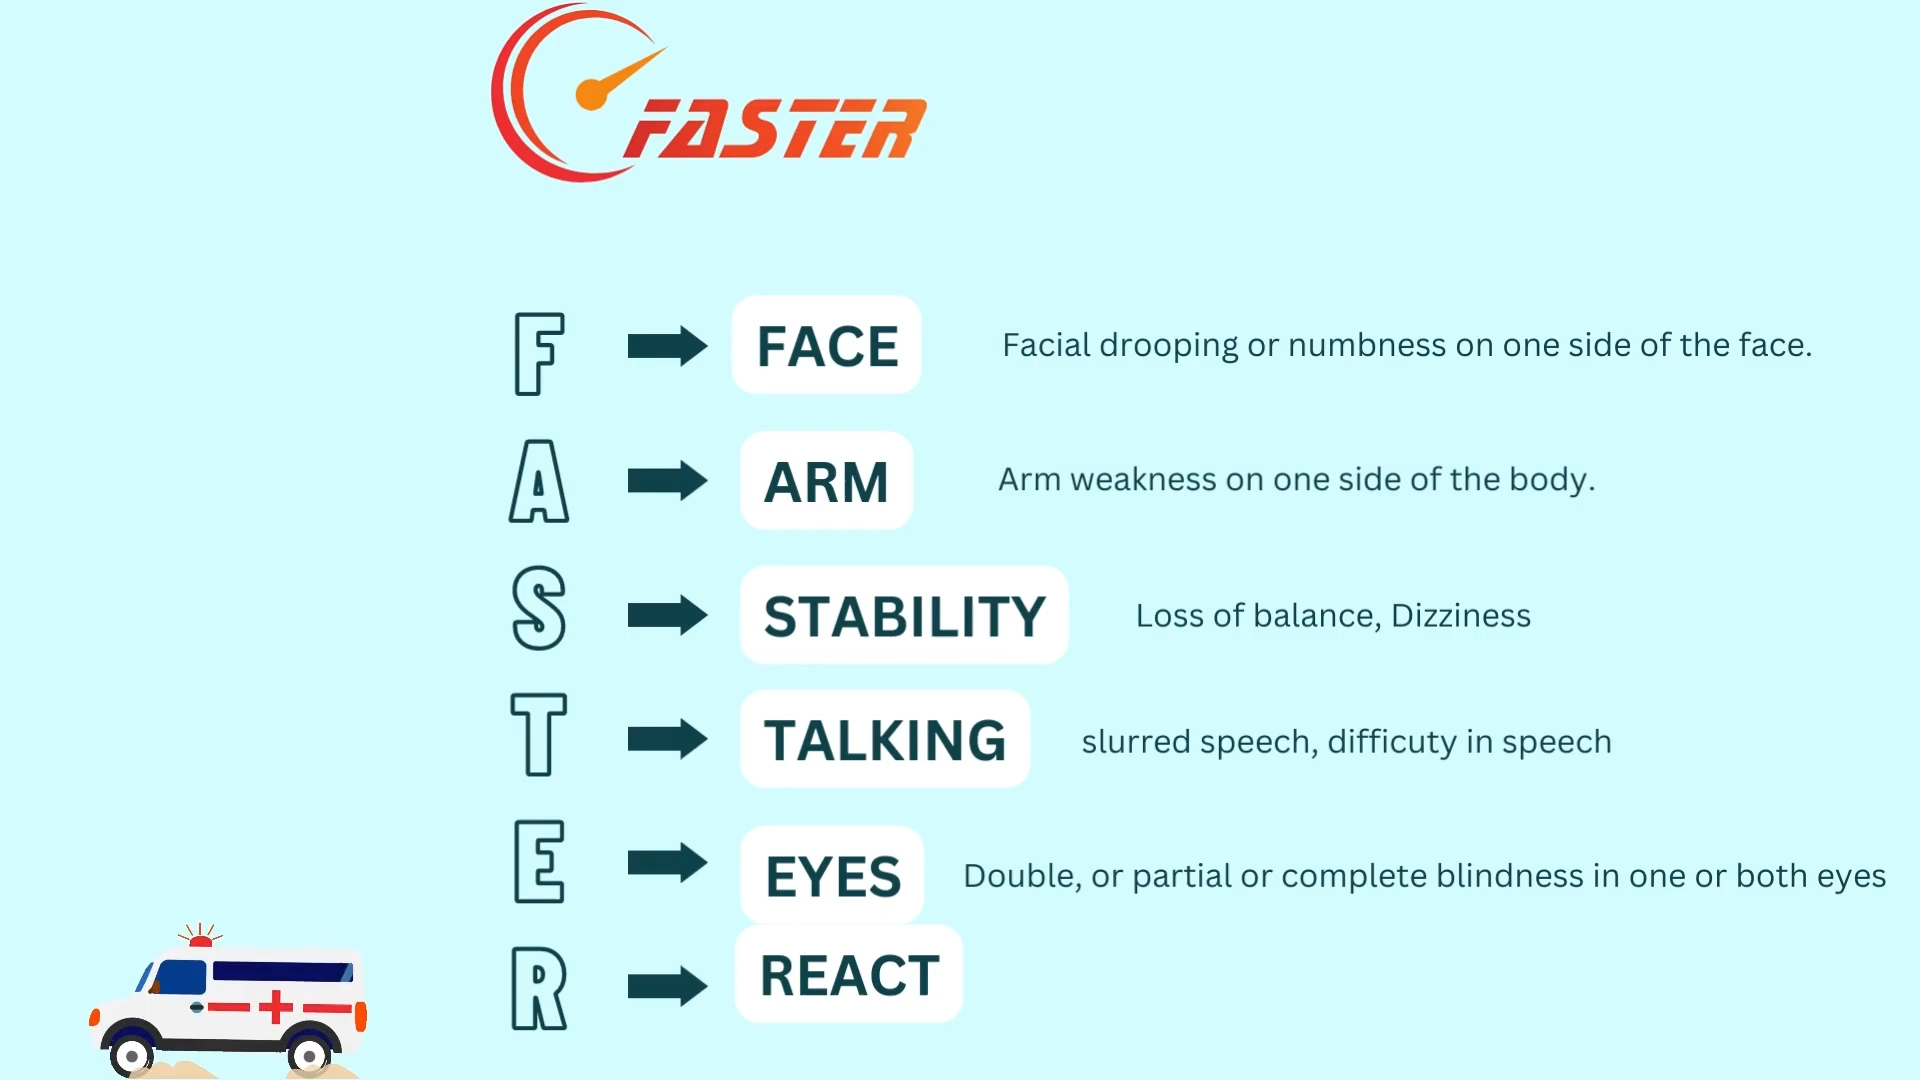 FASTER
F FACE Facial drooping or numbness on one side of the face.
A ARM Arm weakness on one side of the body.
S STABILITY Loss of balance, Dizziness
T TALKING slurred speech, difficuty in speech
E EYES Double, or partial or complete blindness in one or both eyes
R REACT